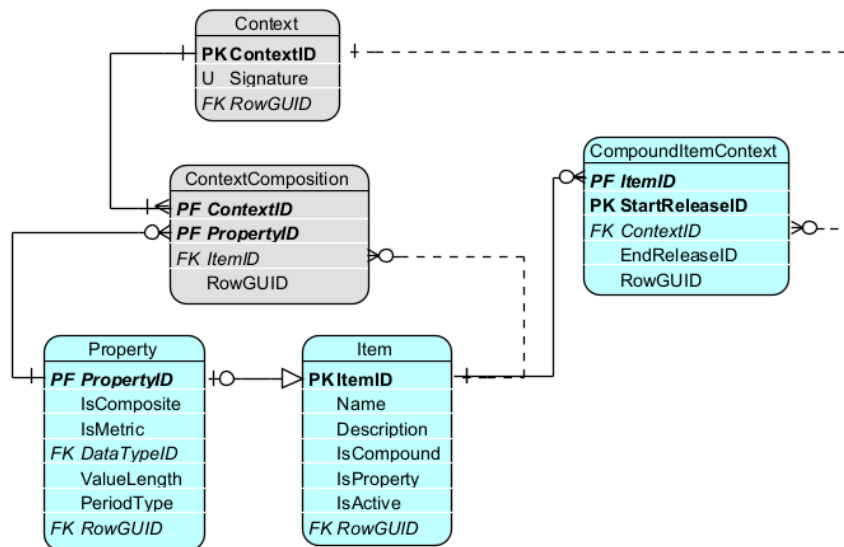 Context
PK ContextID
U Signature
FK RowGUID
ContextComposition
PF ContextID
PF PropertyID
FK ItemID
RowGUID
CompoundItemContext
PF ItemID
PK StartReleaseID
FK ContextID
EndReleaseID
RowGUID
Property
PF PropertyID
IsComposite
IsMetric
FK DataTypeID
ValueLength
PeriodType
FK RowGUID
Item
PK ItemID
Name
Description
IsCompound
IsProperty
IsActive
FK RowGUID